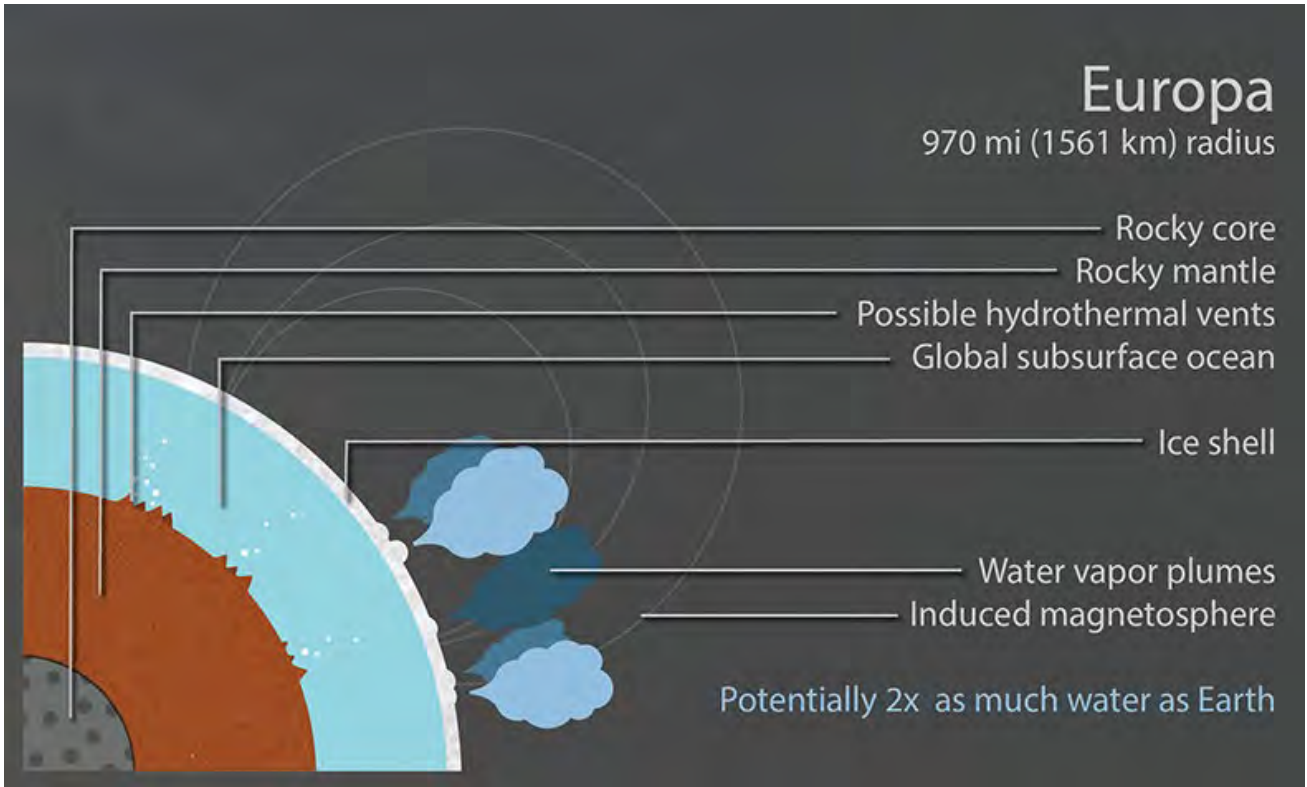 Europa
970 mi (1561 km) radius
Rocky core
Rocky mantle
Possible hydrothermal vents
Global subsurface ocean
Ice shell
Water vapor plumes
Induced magnetosphere
Potentially 2x as much water as Earth